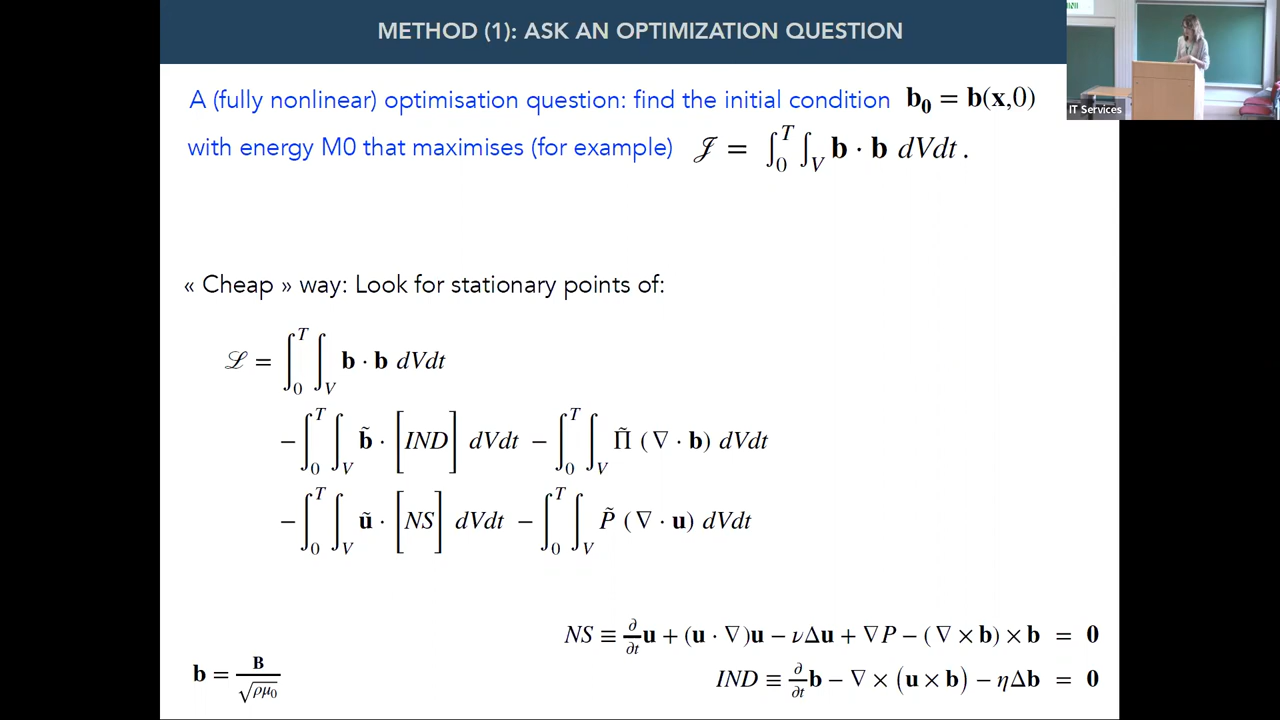 METHOD (1): ASK AN OPTIMIZATION QUESTION
IT Services
A (fully nonlinear) optimisation question: find the initial condition b₀ = b(x,0)
with energy M0 that maximises (for example) 𝒥 = ∫₀ᵀ ∫_V b · b dVdt .
« Cheap » way: Look for stationary points of:
ℒ = ∫₀ᵀ ∫_V b · b dVdt
− ∫₀ᵀ ∫_V b̃ · [IND] dVdt − ∫₀ᵀ ∫_V Π̃ (∇ · b) dVdt
− ∫₀ᵀ ∫_V ũ · [NS] dVdt − ∫₀ᵀ ∫_V P̃ (∇ · u) dVdt
NS ≡ ∂/∂t u + (u · ∇)u − νΔu + ∇P − (∇ × b) × b = 0
b = B/√ρμ₀
IND ≡ ∂/∂t b − ∇ × (u × b) − ηΔb = 0